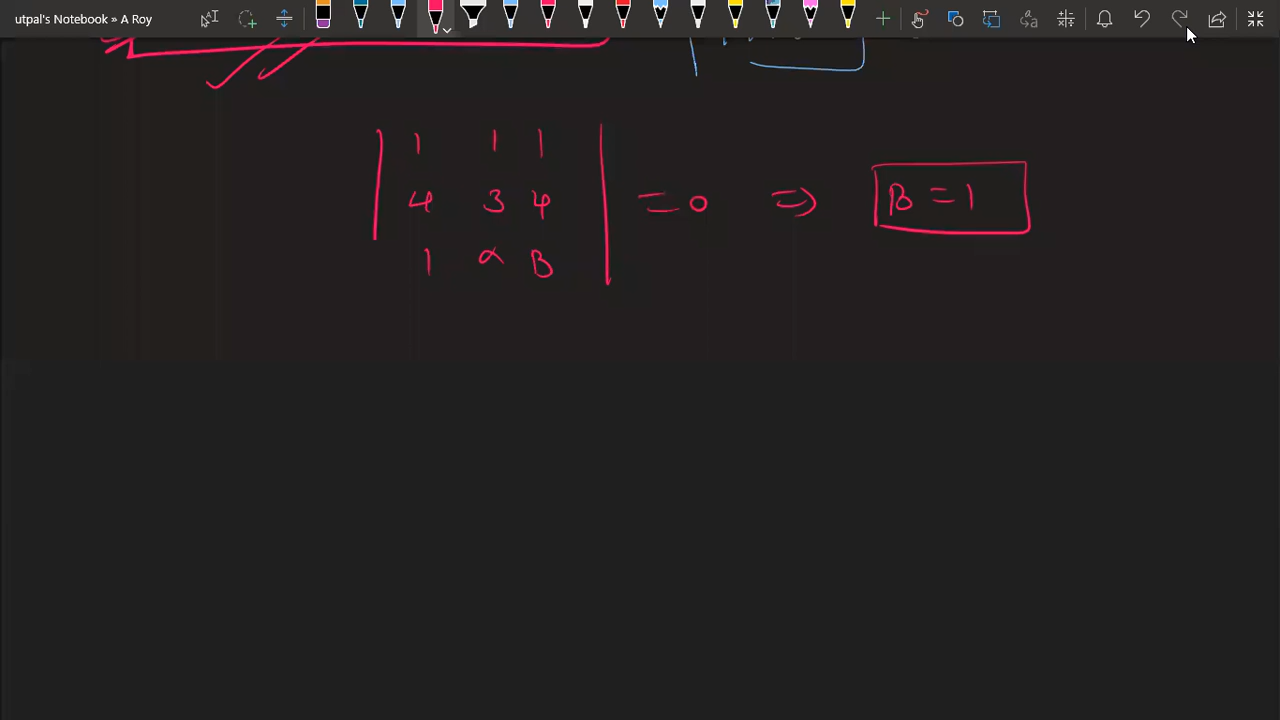 utpal's Notebook » A Roy
1 1 1
4 3 4 = 0 ⇒ B = 1
1 α B